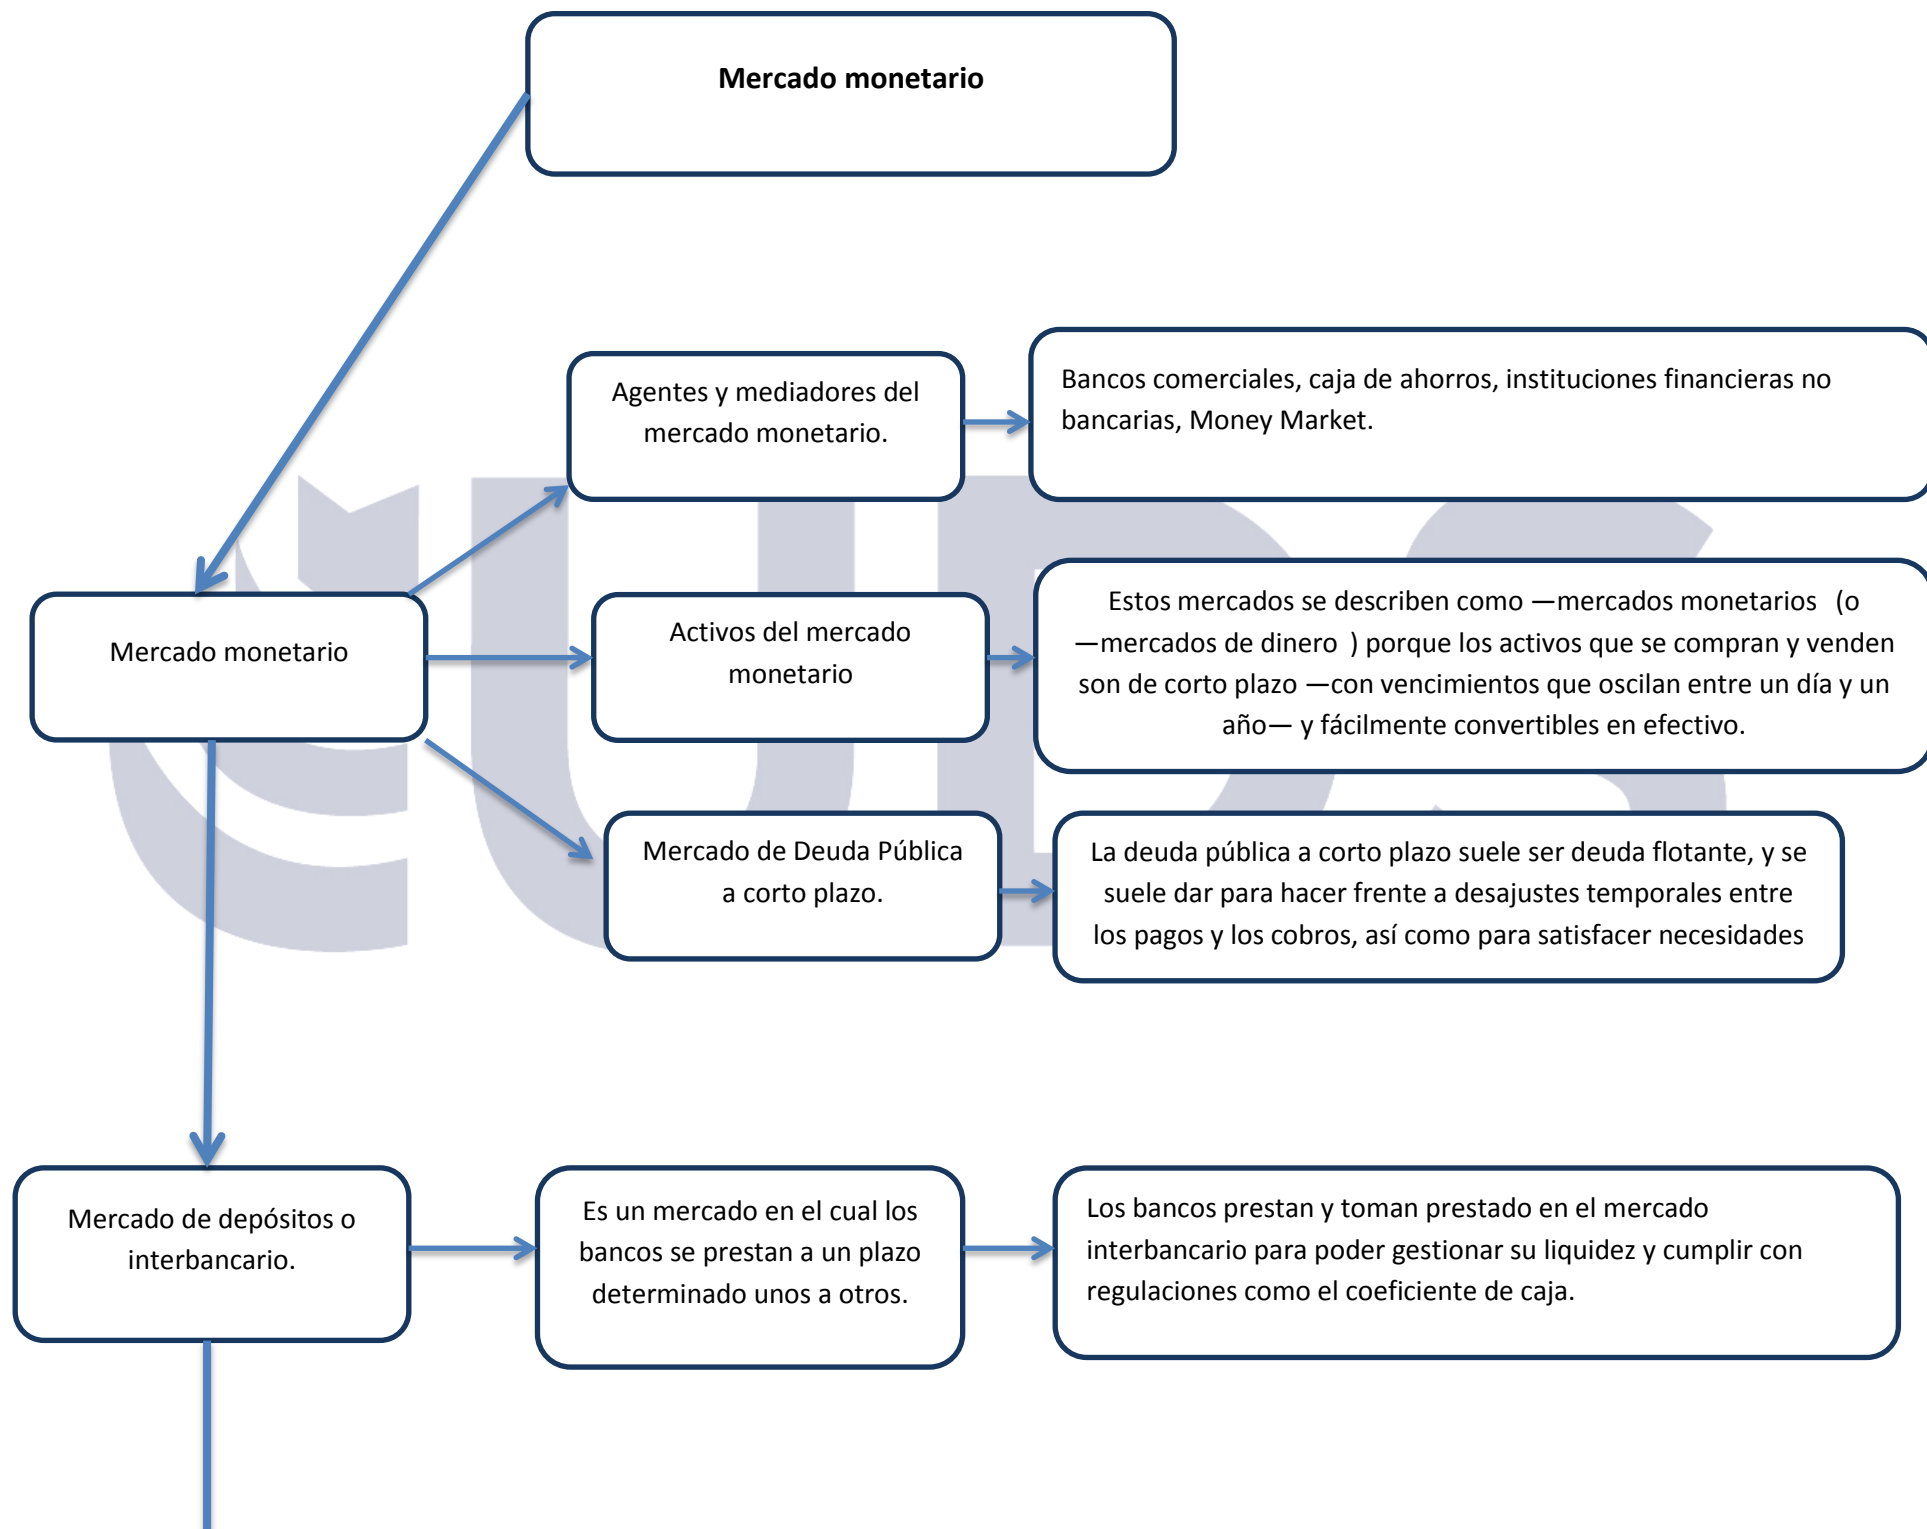 Mercado monetario
Agentes y mediadores del
mercado monetario.
Bancos comerciales, caja de ahorros, instituciones financieras no
bancarias, Money Market.
Mercado monetario
Activos del mercado
monetario
Estos mercados se describen como —mercados monetarios (o
—mercados de dinero ) porque los activos que se compran y venden
son de corto plazo —con vencimientos que oscilan entre un día y un
año— y fácilmente convertibles en efectivo.
Mercado de Deuda Pública
a corto plazo.
La deuda pública a corto plazo suele ser deuda flotante, y se
suele dar para hacer frente a desajustes temporales entre
los pagos y los cobros, así como para satisfacer necesidades
Mercado de depósitos o
interbancario.
Es un mercado en el cual los
bancos se prestan a un plazo
determinado unos a otros.
Los bancos prestan y toman prestado en el mercado
interbancario para poder gestionar su liquidez y cumplir con
regulaciones como el coeficiente de caja.
UDS